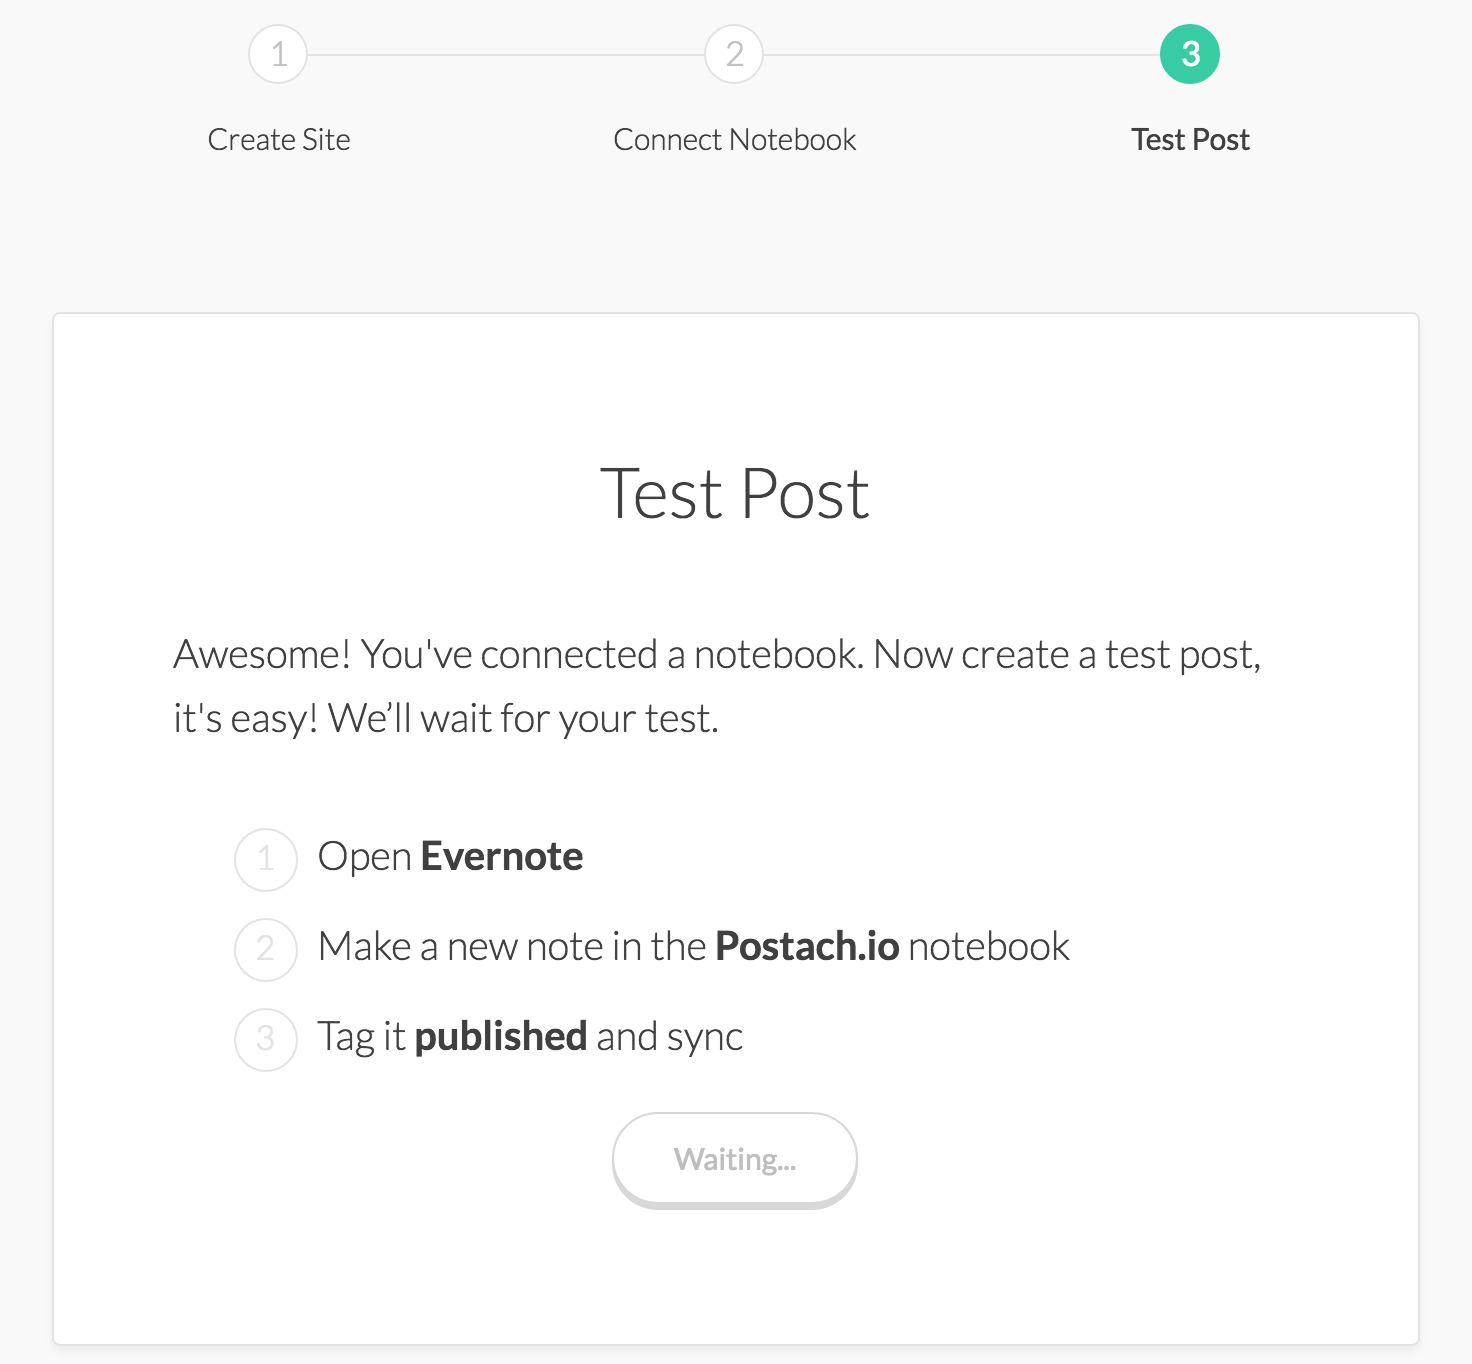 1
2
3
Create Site
Connect Notebook
Test Post
Test Post
Awesome! You've connected a notebook. Now create a test post,
it's easy! We’ll wait for your test.
1 Open Evernote
2 Make a new note in the Postach.io notebook
3 Tag it published and sync
Waiting...